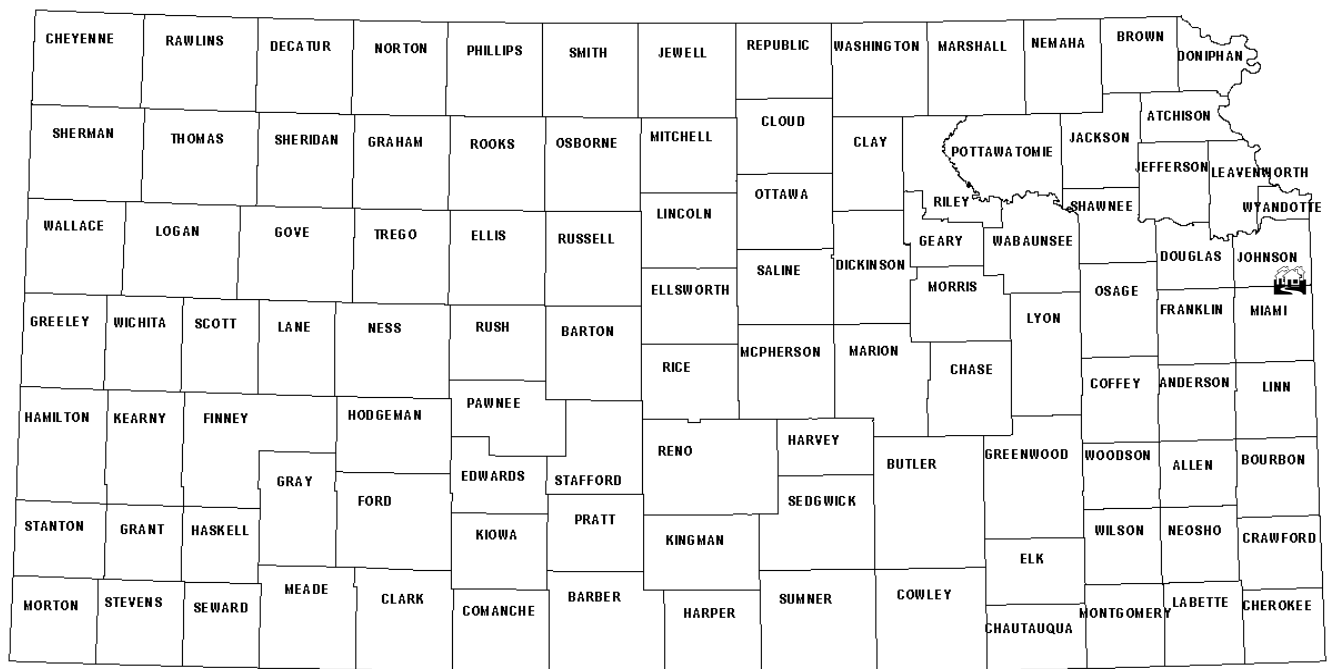 CHEYENNE
RAWLINS
DECATUR
NORTON
PHILLIPS
SMITH
JEWELL
REPUBLIC
WASHINGTON
MARSHALL
NEMAHA
BROWN
DONIPHAN
SHERMAN
THOMAS
SHERIDAN
GRAHAM
ROOKS
OSBORNE
MITCHELL
CLOUD
CLAY
POTTAWATOMIE
JACKSON
ATCHISON
JEFFERSON
LEAVENWORTH
WYANDOTTE
WALLACE
LOGAN
GOVE
TREGO
ELLIS
RUSSELL
LINCOLN
OTTAWA
RILEY
SHAWNEE
GEARY
WABAUNSEE
DOUGLAS
JOHNSON
ELLSWORTH
SALINE
DICKINSON
MORRIS
OSAGE
GREELEY
WICHITA
SCOTT
LANE
NESS
RUSH
BARTON
RICE
MCPHERSON
MARION
CHASE
LYON
FRANKLIN
MIAMI
COFFEY
ANDERSON
LINN
HAMILTON
KEARNY
FINNEY
HODGEMAN
PAWNEE
RENO
HARVEY
BUTLER
GREENWOOD
WOODSON
ALLEN
BOURBON
GRAY
FORD
EDWARDS
STAFFORD
SEDGWICK
STANTON
GRANT
HASKELL
KIOWA
PRATT
KINGMAN
ELK
WILSON
NEOSHO
CRAWFORD
MORTON
STEVENS
SEWARD
MEADE
CLARK
COMANCHE
BARBER
HARPER
SUMNER
COWLEY
CHAUTAUQUA
MONTGOMERY
LABETTE
CHEROKEE